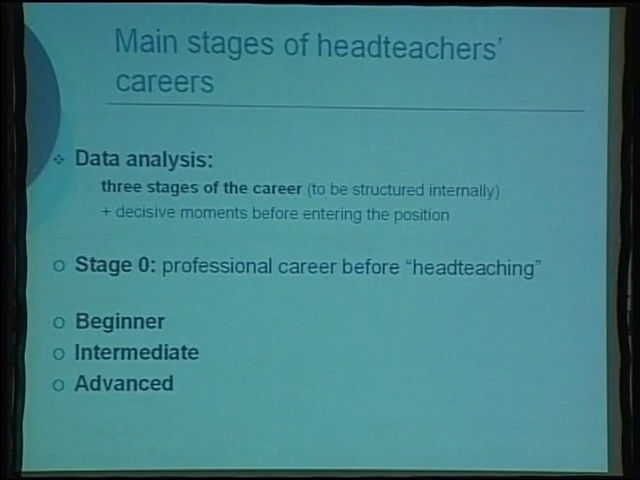 Main stages of headteachers'
careers
Data analysis:
three stages of the career (to be structured internally)
+ decisive moments before entering the position
Stage 0: professional career before "headteaching"
Beginner
Intermediate
Advanced